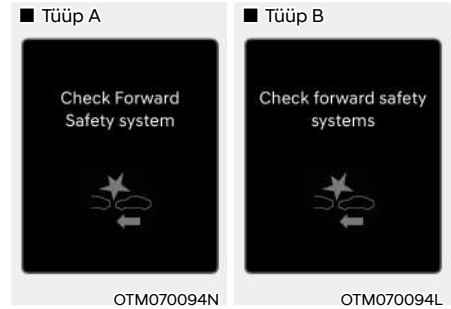 ■ Tüüp A
Check Forward
Safety system
OTM070094N
■ Tüüp B
Check forward safety
systems
OTM070094L